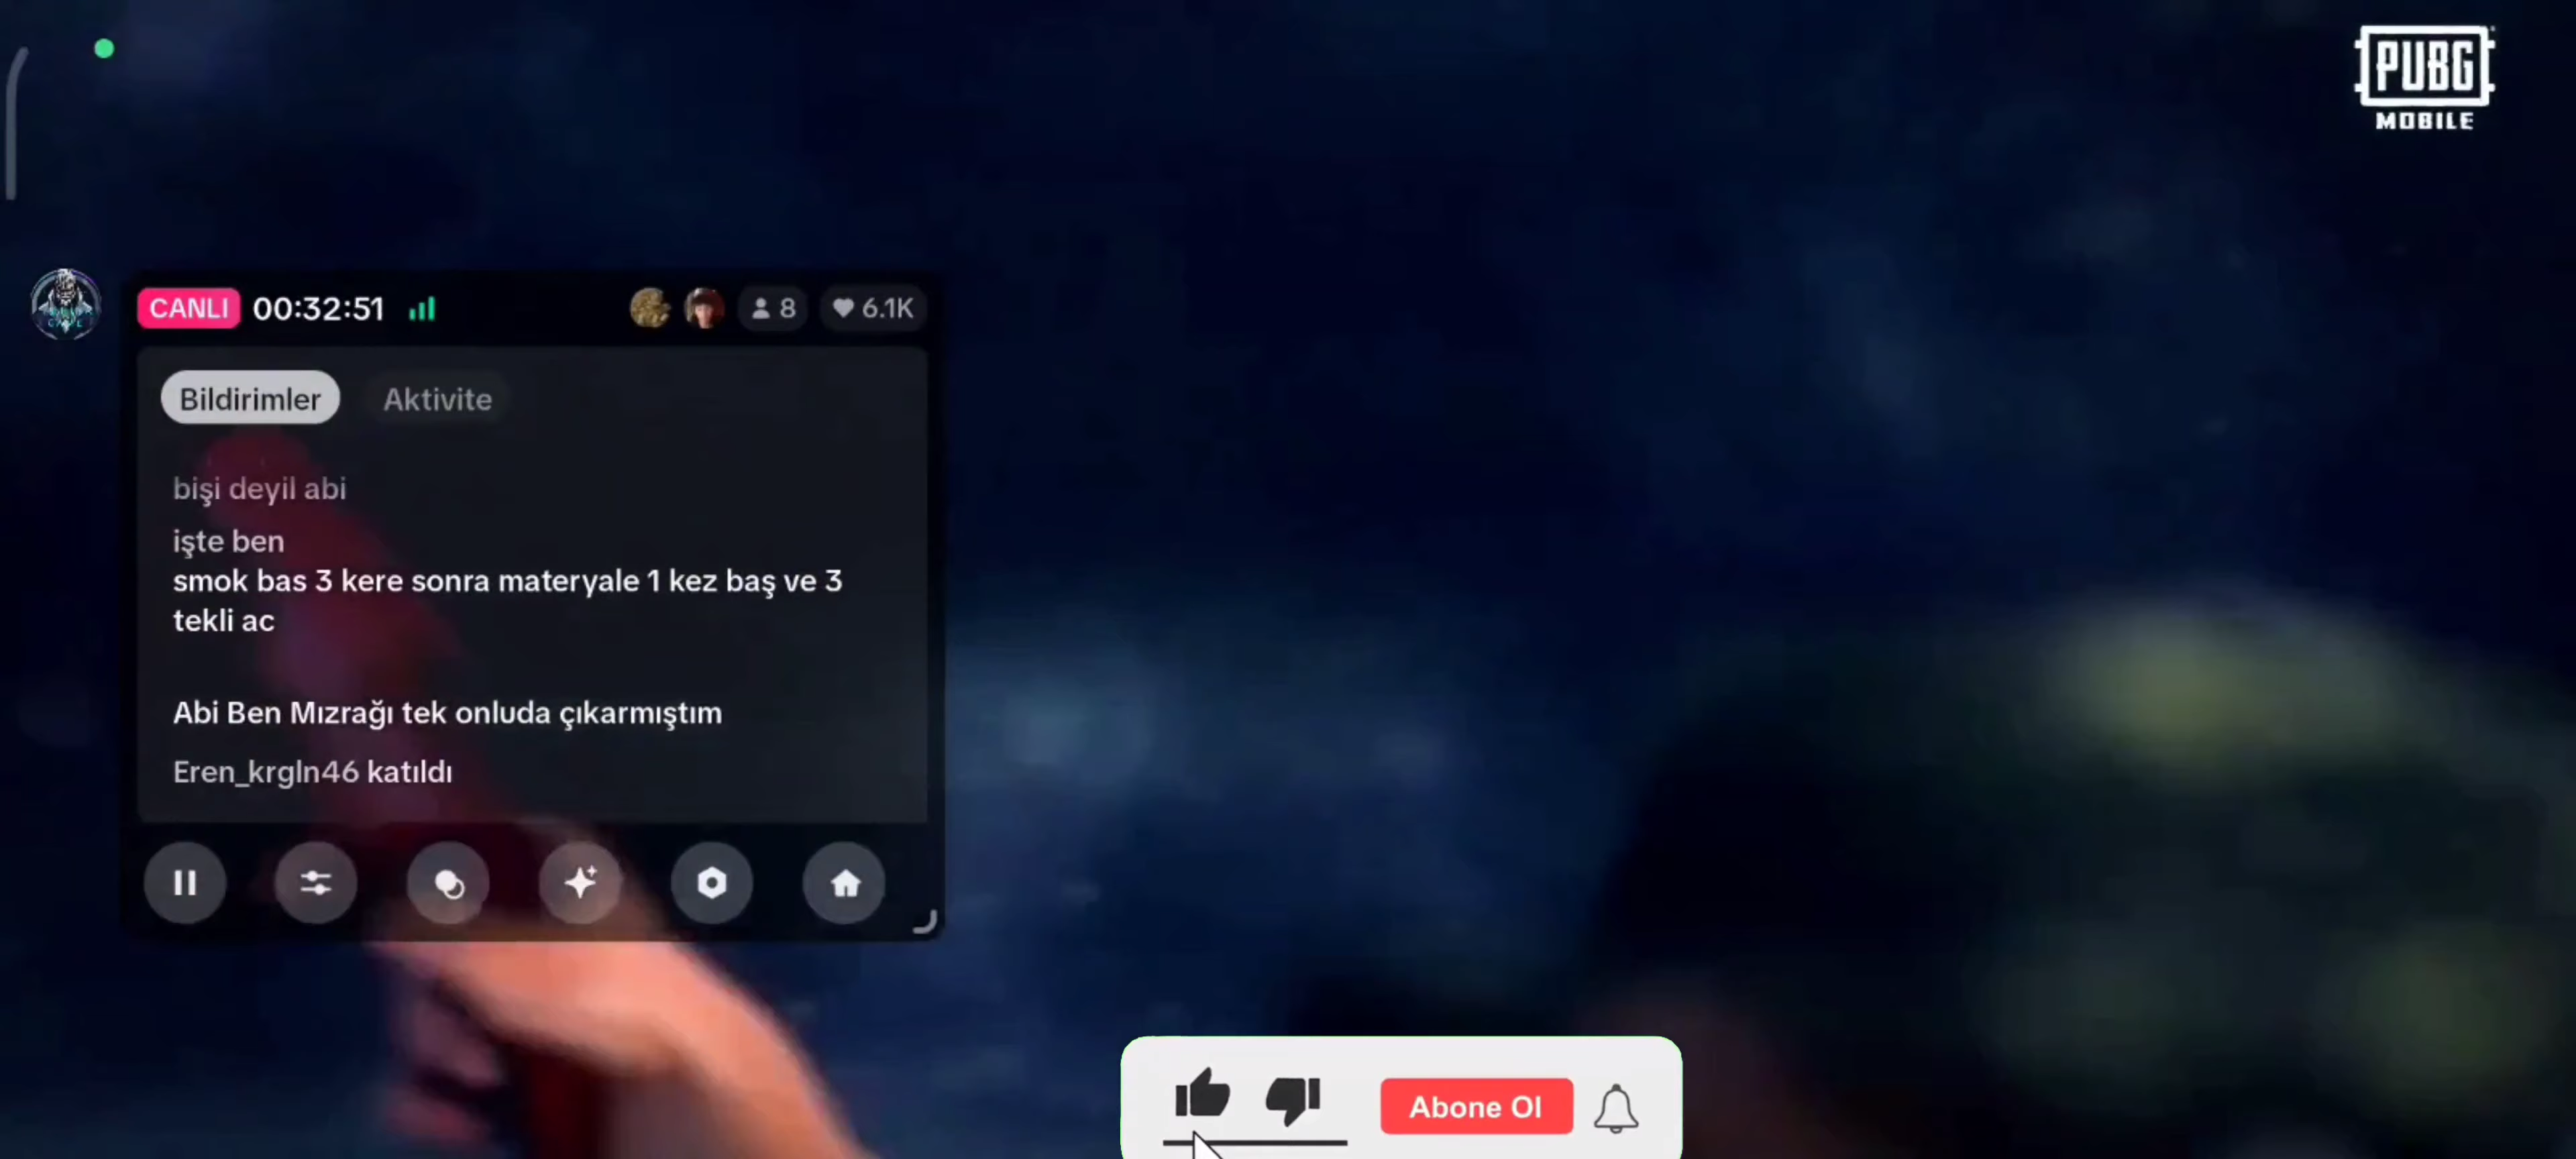 PUBG
MOBILE
CANLI 00:32:51 8 6.1K
Bildirimler Aktivite
bişi deyil abi
işte ben
smok bas 3 kere sonra materyale 1 kez baş ve 3
tekli ac
Abi Ben Mızrağı tek onluda çıkarmıştım
Eren_krgln46 katıldı
Abone Ol